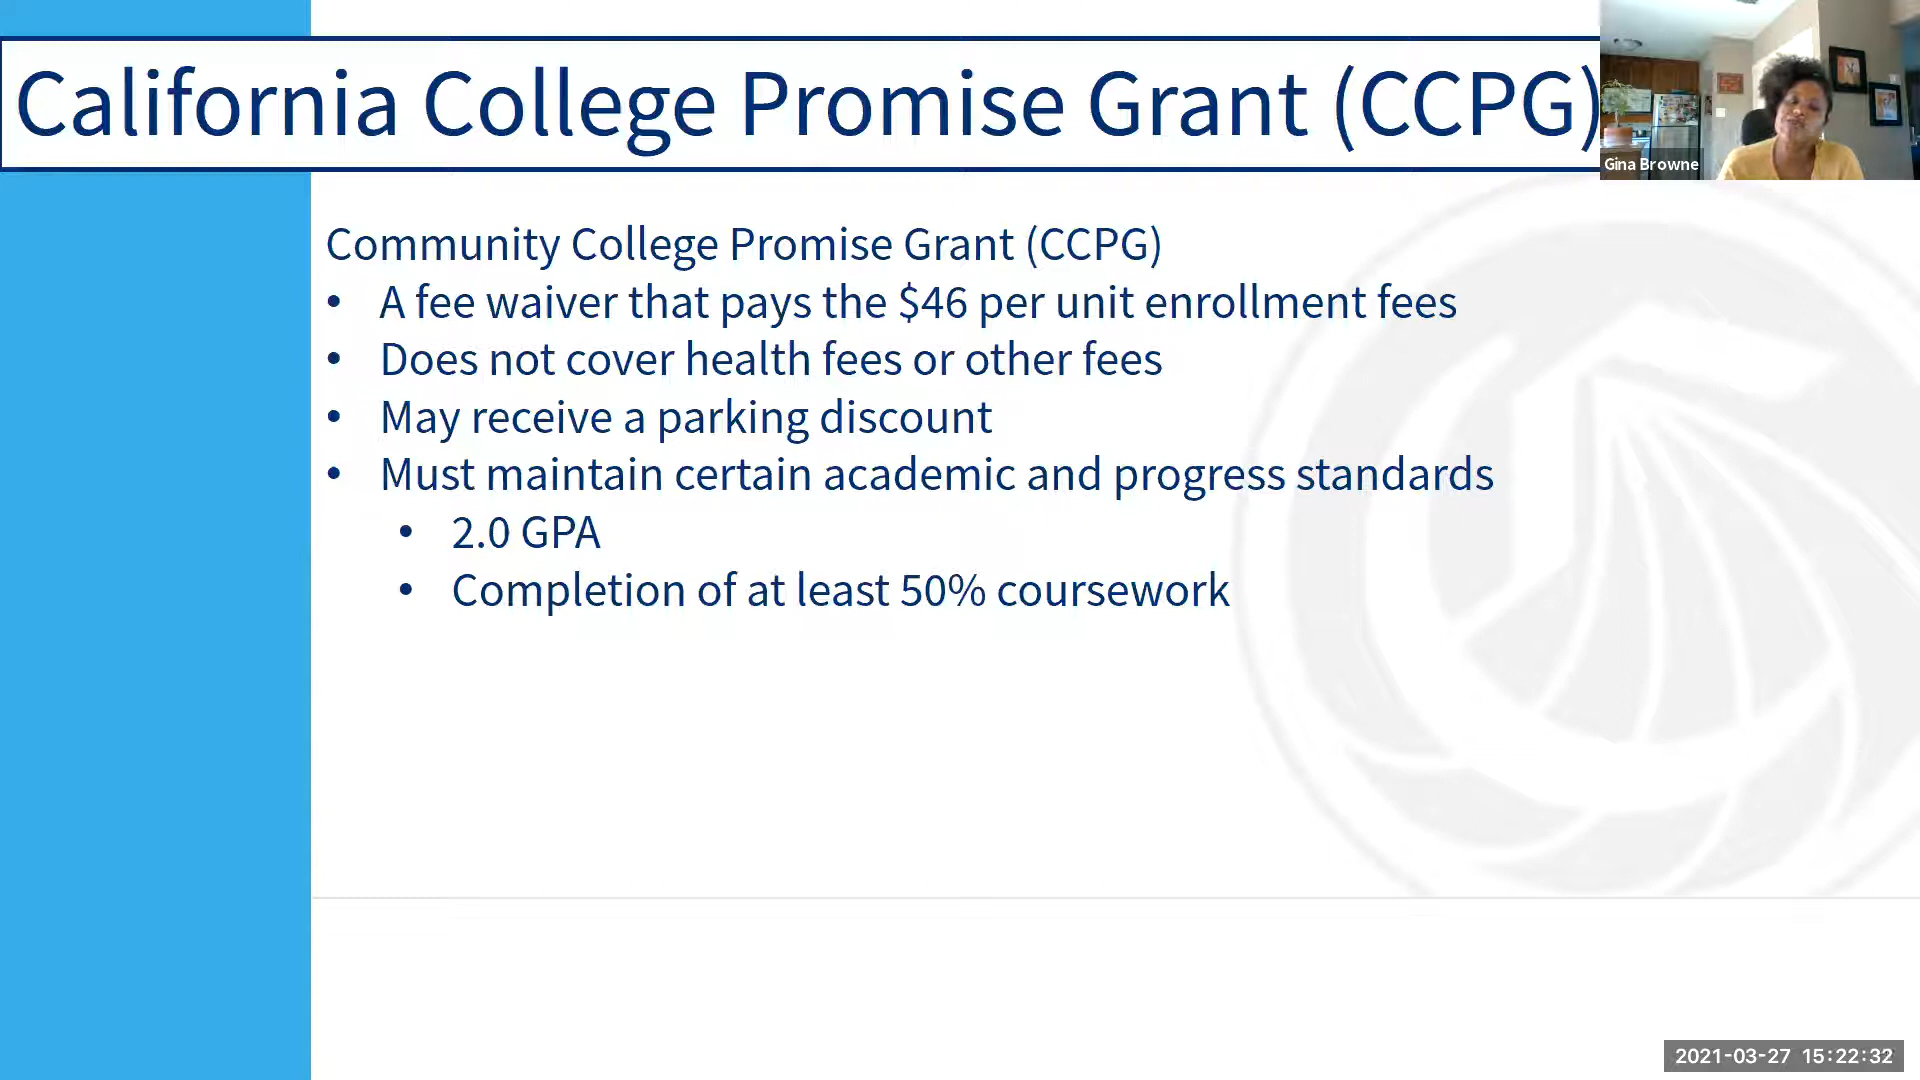 California College Promise Grant (CCPG)
Gina Browne
Community College Promise Grant (CCPG)
• A fee waiver that pays the $46 per unit enrollment fees
• Does not cover health fees or other fees
• May receive a parking discount
• Must maintain certain academic and progress standards
• 2.0 GPA
• Completion of at least 50% coursework
2021-03-27 15:22:32